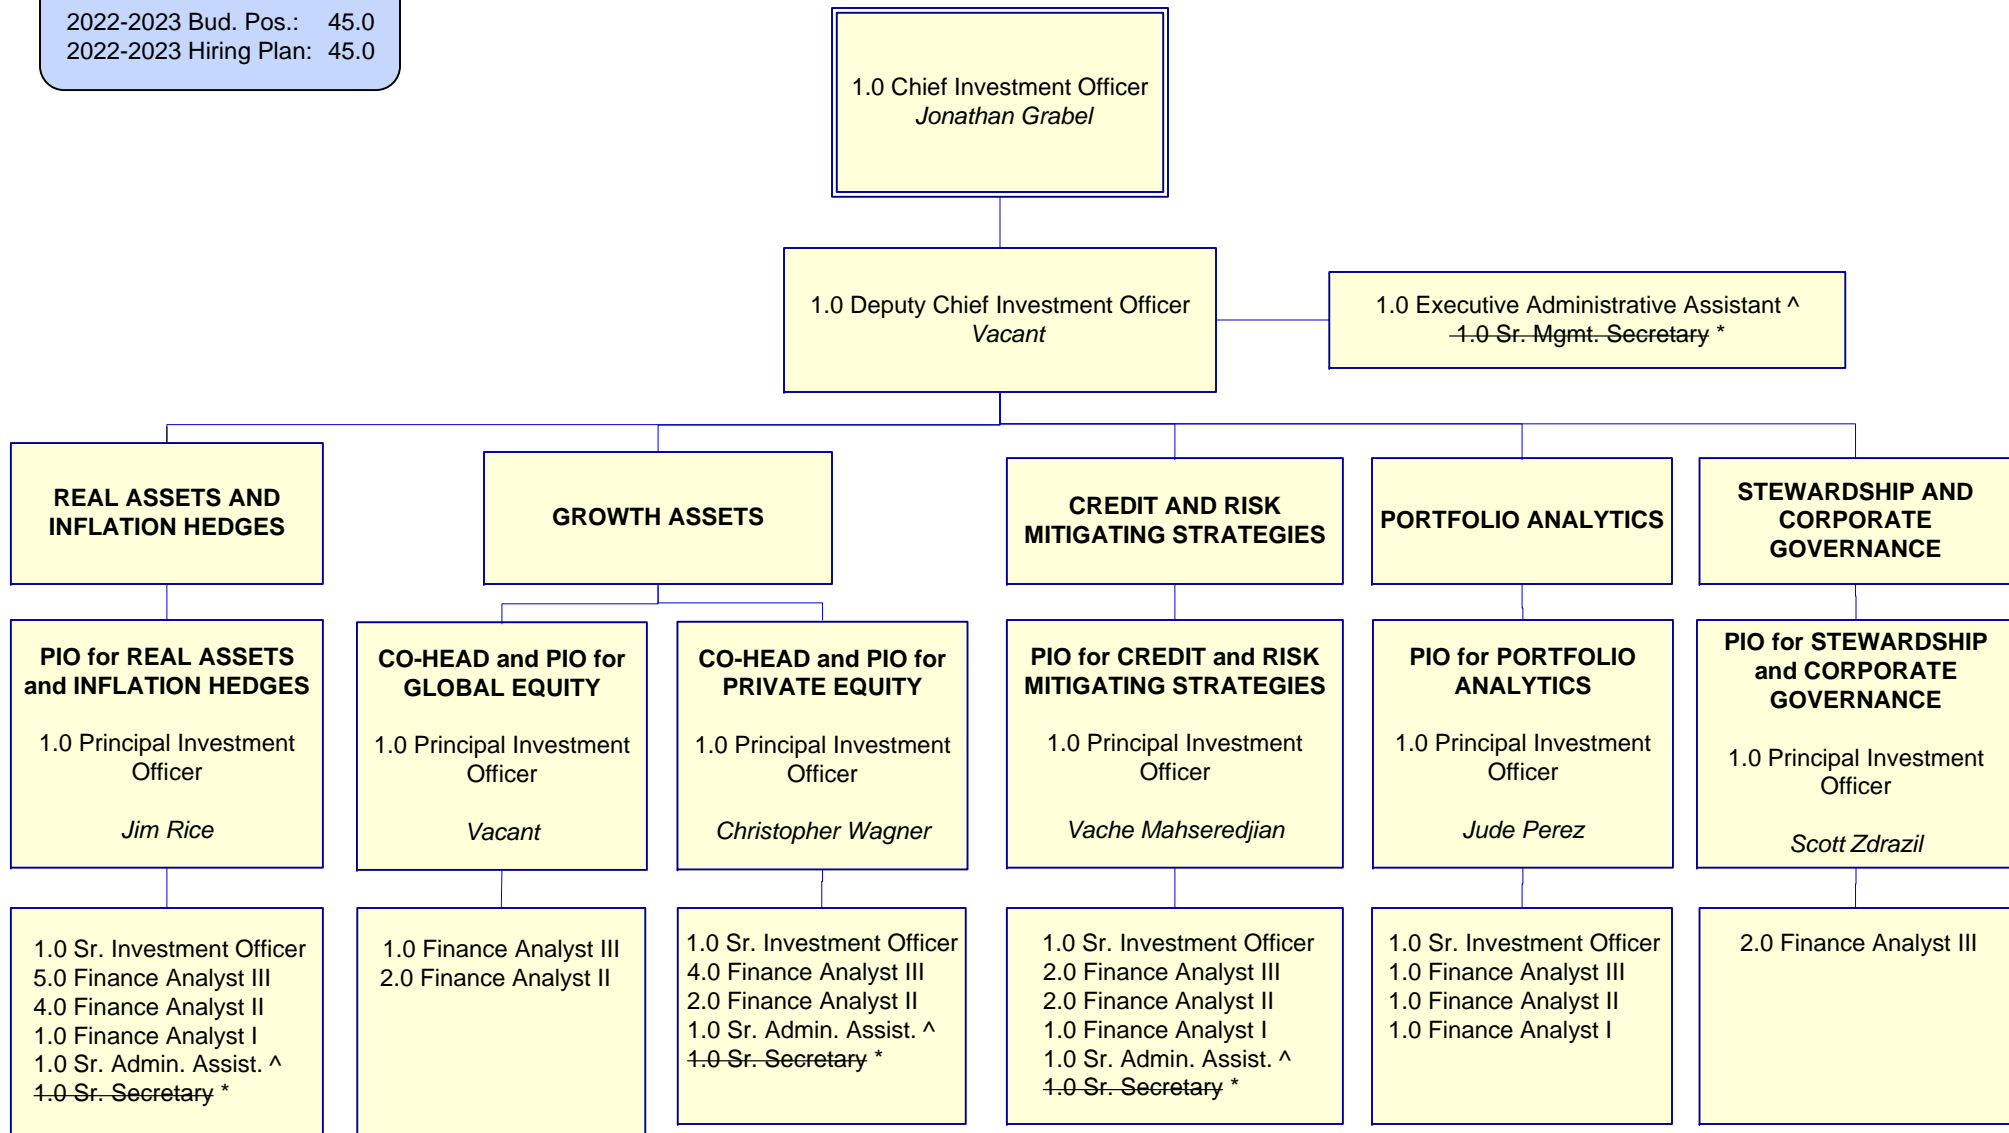 2022-2023 Bud. Pos.: 45.0
2022-2023 Hiring Plan: 45.0
1.0 Chief Investment Officer
Jonathan Grabel
1.0 Deputy Chief Investment Officer
Vacant
1.0 Executive Administrative Assistant ^
1.0 Sr. Mgmt. Secretary *
REAL ASSETS AND
INFLATION HEDGES
GROWTH ASSETS
CREDIT AND RISK
MITIGATING STRATEGIES
PORTFOLIO ANALYTICS
STEWARDSHIP AND
CORPORATE
GOVERNANCE
PIO for REAL ASSETS
and INFLATION HEDGES
1.0 Principal Investment
Officer
Jim Rice
CO-HEAD and PIO for
GLOBAL EQUITY
1.0 Principal Investment
Officer
Vacant
CO-HEAD and PIO for
PRIVATE EQUITY
1.0 Principal Investment
Officer
Christopher Wagner
PIO for CREDIT and RISK
MITIGATING STRATEGIES
1.0 Principal Investment
Officer
Vache Mahseredjian
PIO for PORTFOLIO
ANALYTICS
1.0 Principal Investment
Officer
Jude Perez
PIO for STEWARDSHIP
and CORPORATE
GOVERNANCE
1.0 Principal Investment
Officer
Scott Zdrazil
1.0 Sr. Investment Officer
5.0 Finance Analyst III
4.0 Finance Analyst II
1.0 Finance Analyst I
1.0 Sr. Admin. Assist. ^
1.0 Sr. Secretary *
1.0 Finance Analyst III
2.0 Finance Analyst II
1.0 Sr. Investment Officer
4.0 Finance Analyst III
2.0 Finance Analyst II
1.0 Sr. Admin. Assist. ^
1.0 Sr. Secretary *
1.0 Sr. Investment Officer
2.0 Finance Analyst III
2.0 Finance Analyst II
1.0 Finance Analyst I
1.0 Sr. Admin. Assist. ^
1.0 Sr. Secretary *
1.0 Sr. Investment Officer
1.0 Finance Analyst III
1.0 Finance Analyst II
1.0 Finance Analyst I
2.0 Finance Analyst III